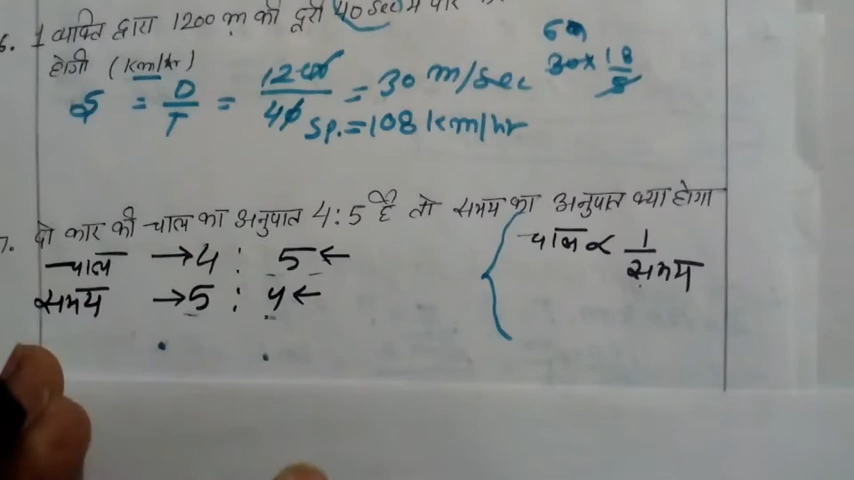 6. 1 व्यक्ति द्वारा 1200 m की दूरी 40 Sec में पार
होगी (km/hr)
S = D/T = 1200/40 = 30 m/sec
6
30 × 18/5
Sp. = 108 km/hr
7. दो कार की चाल का अनुपात 4:5 है तो समय का अनुपात क्या होगा
चाल → 4 : 5 ←
समय → 5 : 4 ←
चाल ∝ 1/समय